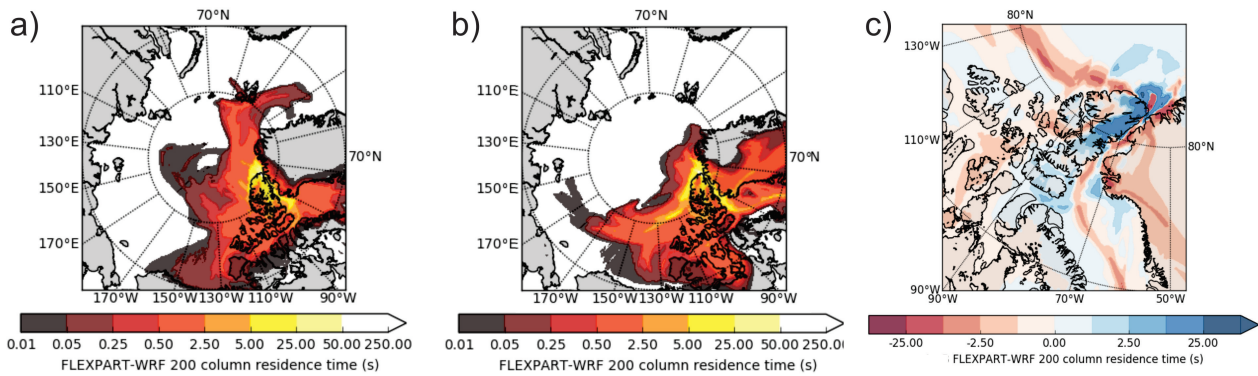 a)
70°N
110°E
130°E
150°E
170°E
70°N
170°W 150°W 130°W 110°W 90°W
0.01 0.05 0.25 0.50 2.50 5.00 25.00 50.00 250.00
FLEXPART-WRF 200 column residence time (s)
b)
70°N
110°E
130°E
150°E
170°E
70°N
170°W 150°W 130°W 110°W 90°W
0.01 0.05 0.25 0.50 2.50 5.00 25.00 50.00 250.00
FLEXPART-WRF 200 column residence time (s)
c)
80°N
130°W
110°W
80°N
90°W
90°W 70°W 50°W
-25.00 -2.50 0.00 2.50 25.00
FLEXPART-WRF 200 column residence time (s)